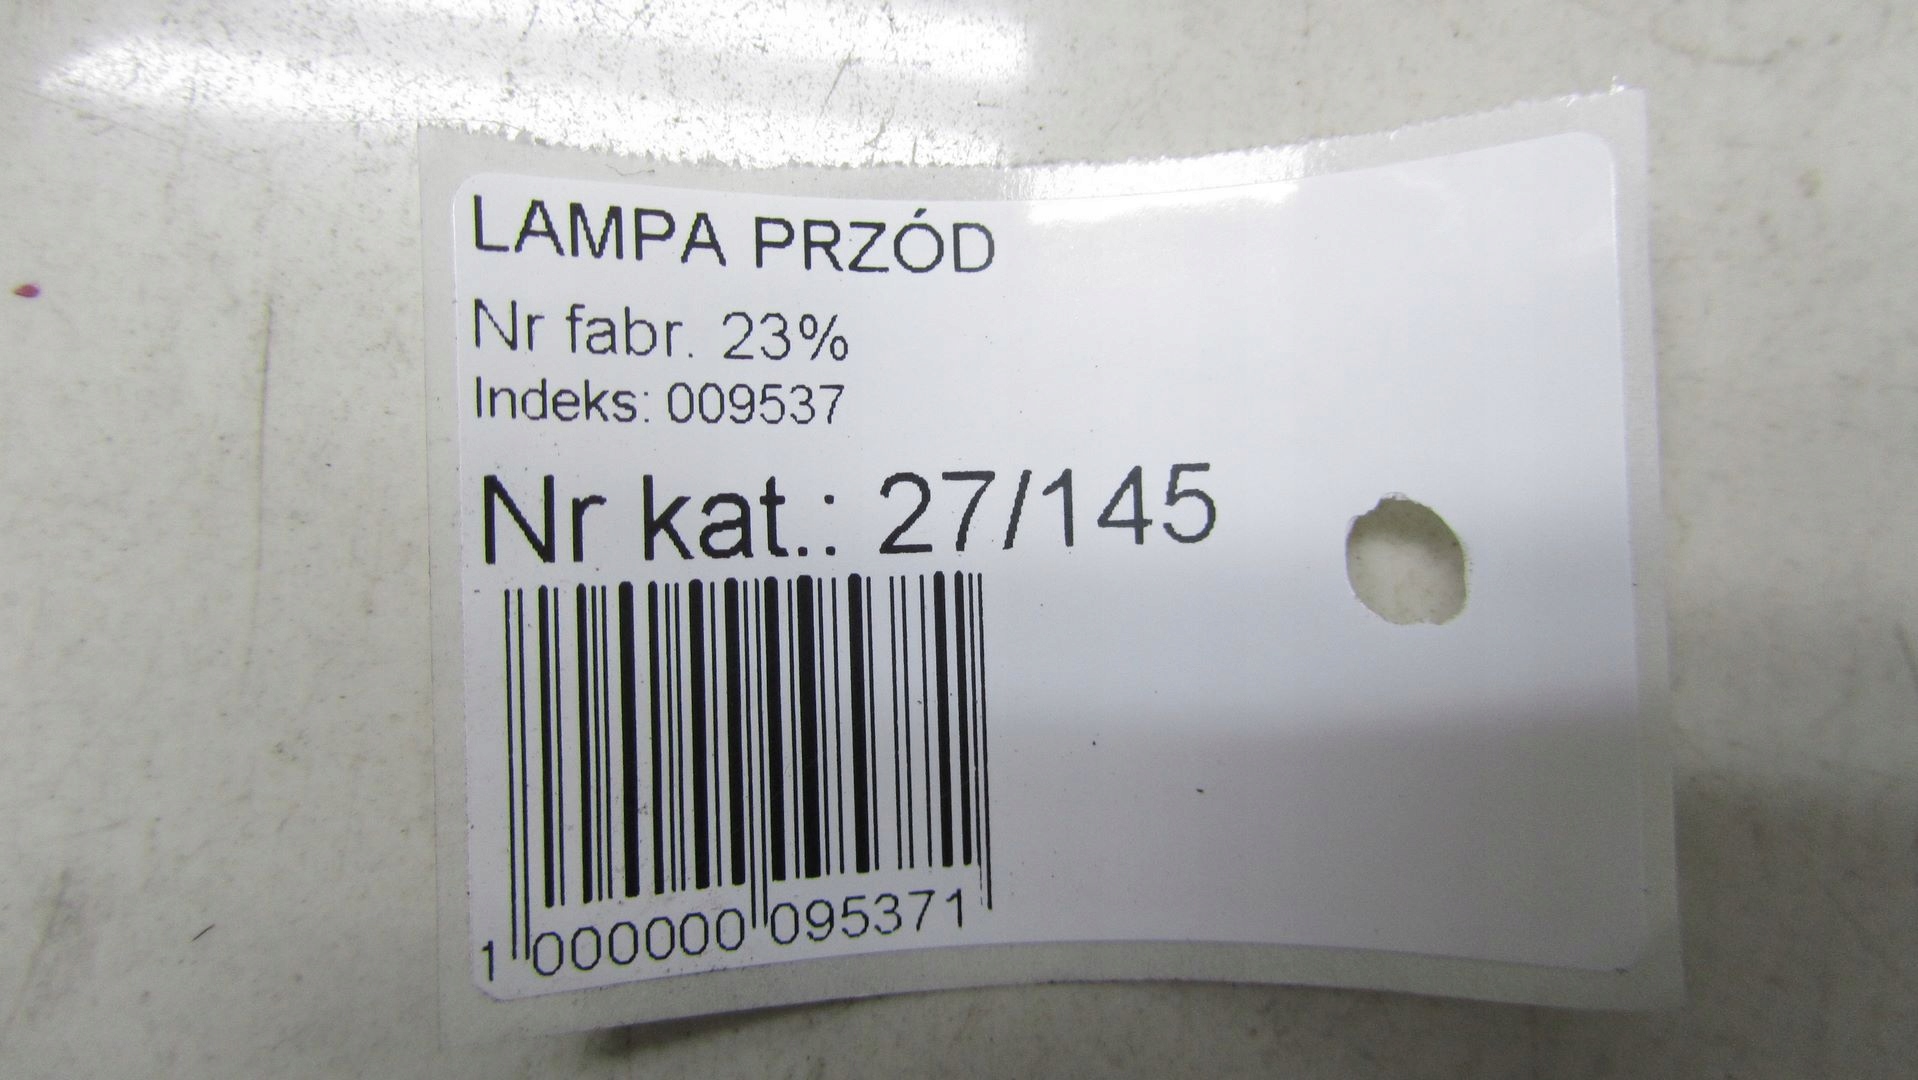 LAMPA PRZÓD
Nr fabr. 23%
Indeks: 009537
Nr kat.: 27/145
1 000000 095371